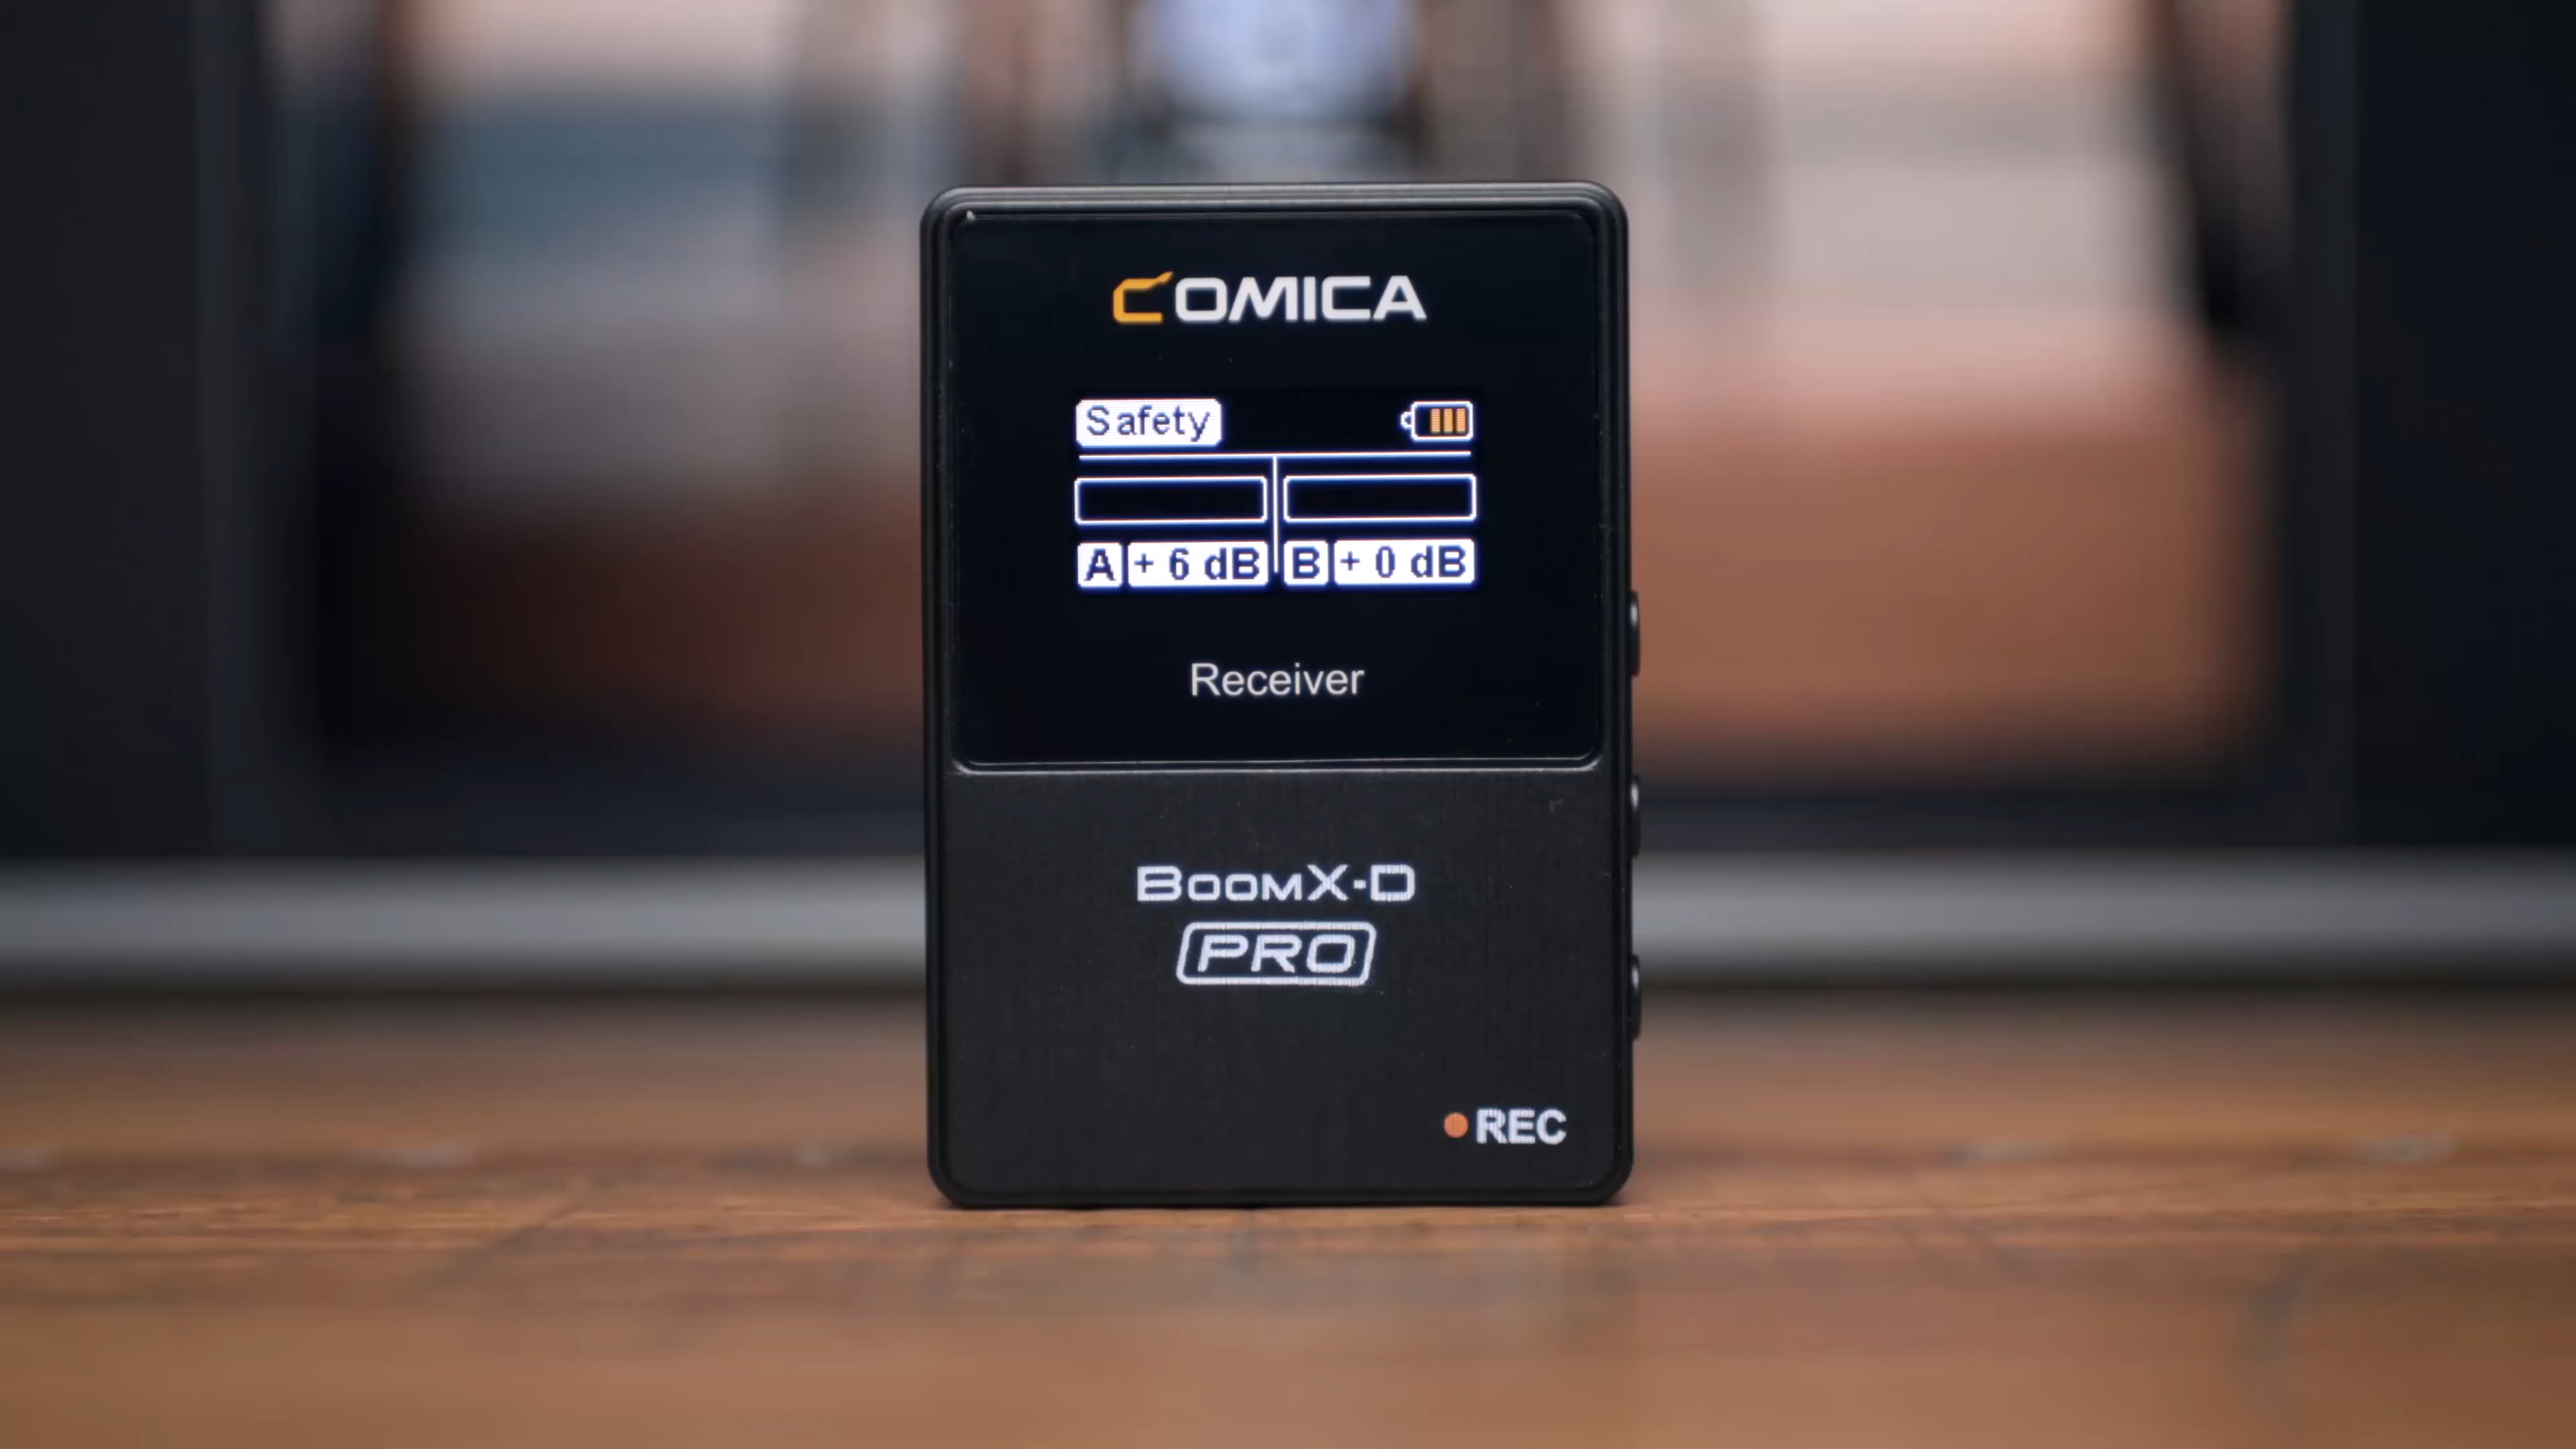 COMICA
Safety
A + 6 dB B + 0 dB
Receiver
BOOMX-D
PRO
REC